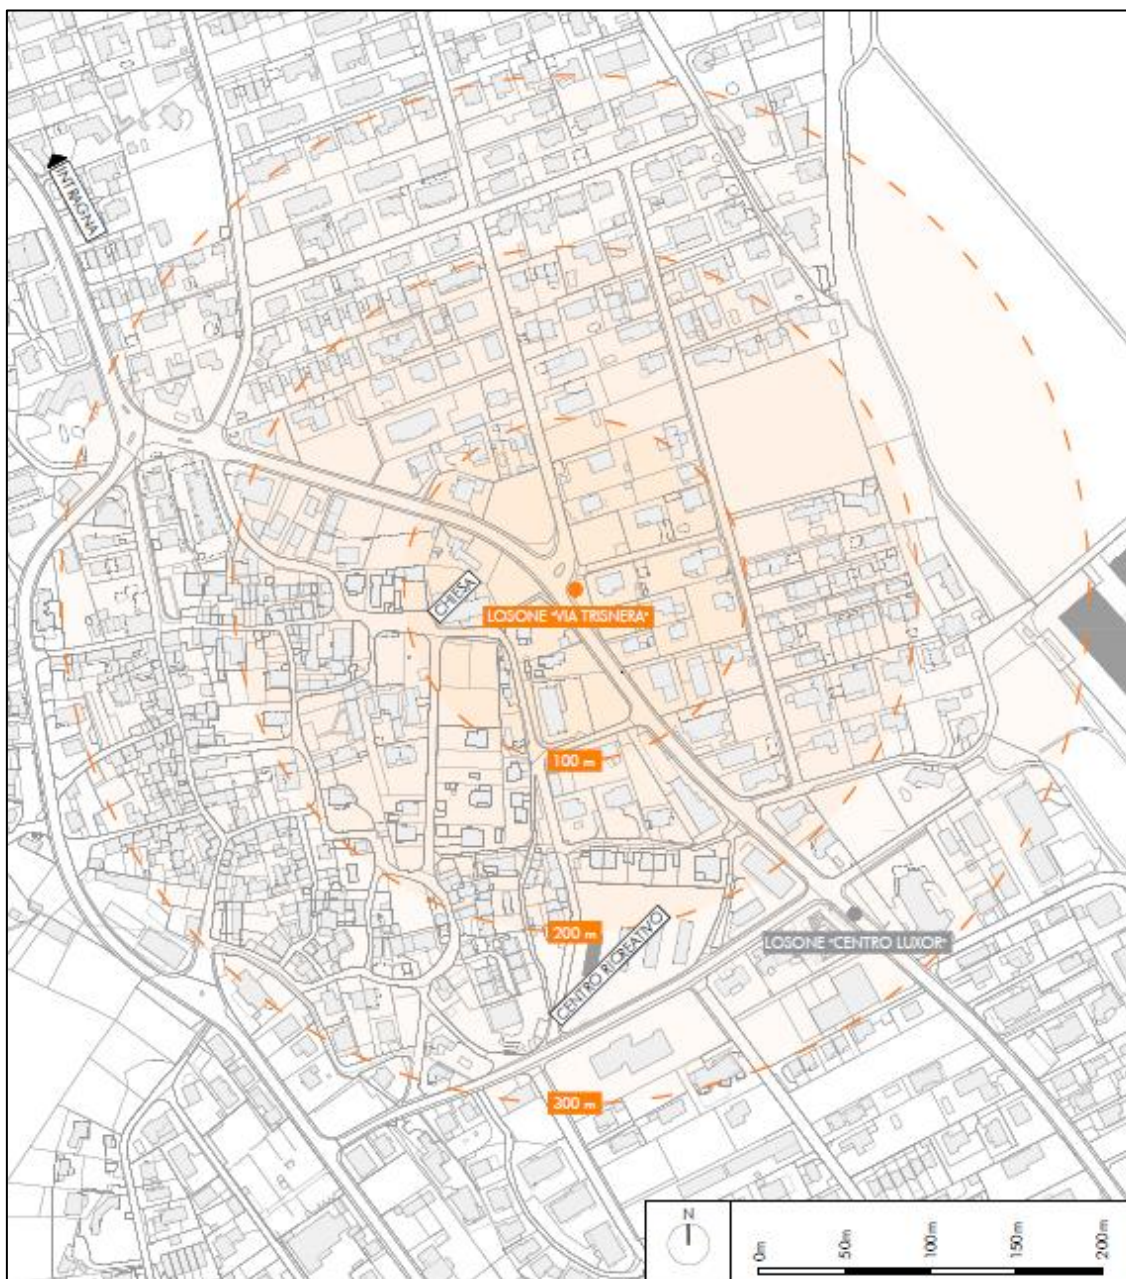 INTRAGNA
CHIESA
LOSONE "VIA TRISNERA"
100 m
200 m
CENTRO RICREATIVO
LOSONE "CENTRO LUXOR"
300 m
N
0m
50m
100m
150m
200m